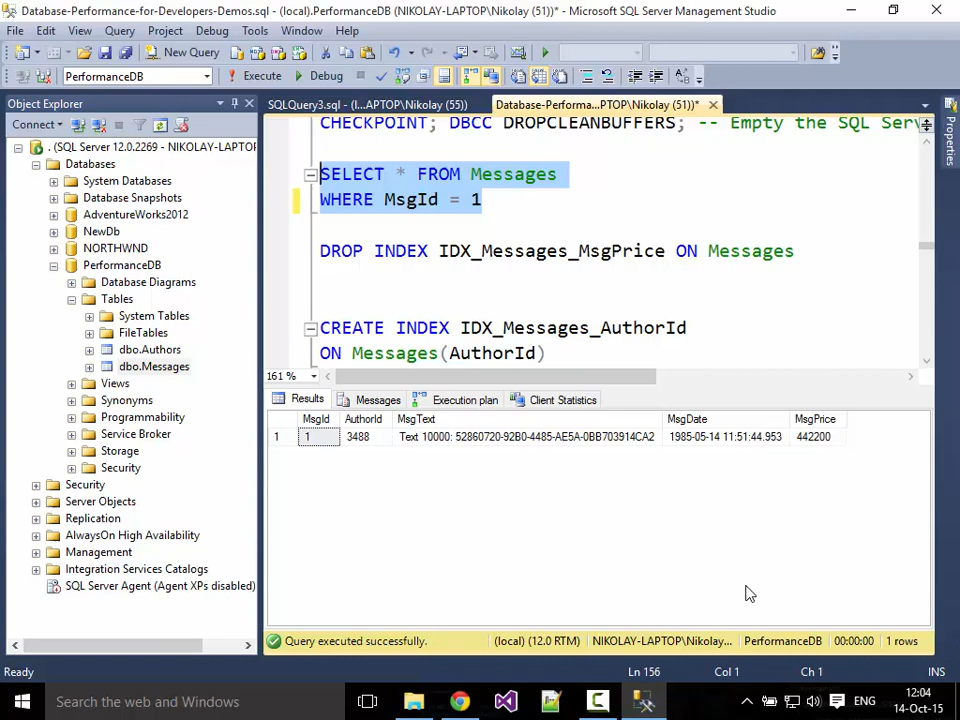 Database-Performance-for-Developers-Demos.sql - (local).PerformanceDB (NIKOLAY-LAPTOP\Nikolay (51))* - Microsoft SQL Server Management Studio
File Edit View Query Project Debug Tools Window Help
New Query
PerformanceDB Execute Debug
Object Explorer
SQLQuery3.sql - (l...APTOP\Nikolay (55))
Database-Performa...PTOP\Nikolay (51))*
Connect
. (SQL Server 12.0.2269 - NIKOLAY-LAPTO
Databases
System Databases
Database Snapshots
AdventureWorks2012
NewDb
NORTHWND
PerformanceDB
Database Diagrams
Tables
System Tables
FileTables
dbo.Authors
dbo.Messages
Views
Synonyms
Programmability
Service Broker
Storage
Security
Security
Server Objects
Replication
AlwaysOn High Availability
Management
Integration Services Catalogs
SQL Server Agent (Agent XPs disabled)
CHECKPOINT; DBCC DROPCLEANBUFFERS; -- Empty the SQL Serv
SELECT * FROM Messages
WHERE MsgId = 1
DROP INDEX IDX_Messages_MsgPrice ON Messages
CREATE INDEX IDX_Messages_AuthorId
ON Messages(AuthorId)
161 %
Results Messages Execution plan Client Statistics
MsgId AuthorId MsgText MsgDate MsgPrice
1 1 3488 Text 10000: 52860720-92B0-4485-AE5A-0BB703914CA2 1985-05-14 11:51:44.953 442200
Query executed successfully. (local) (12.0 RTM) NIKOLAY-LAPTOP\Nikolay... PerformanceDB 00:00:00 1 rows
Properties
Ready Ln 156 Col 1 Ch 1 INS
Search the web and Windows
ENG
12:04
14-Oct-15